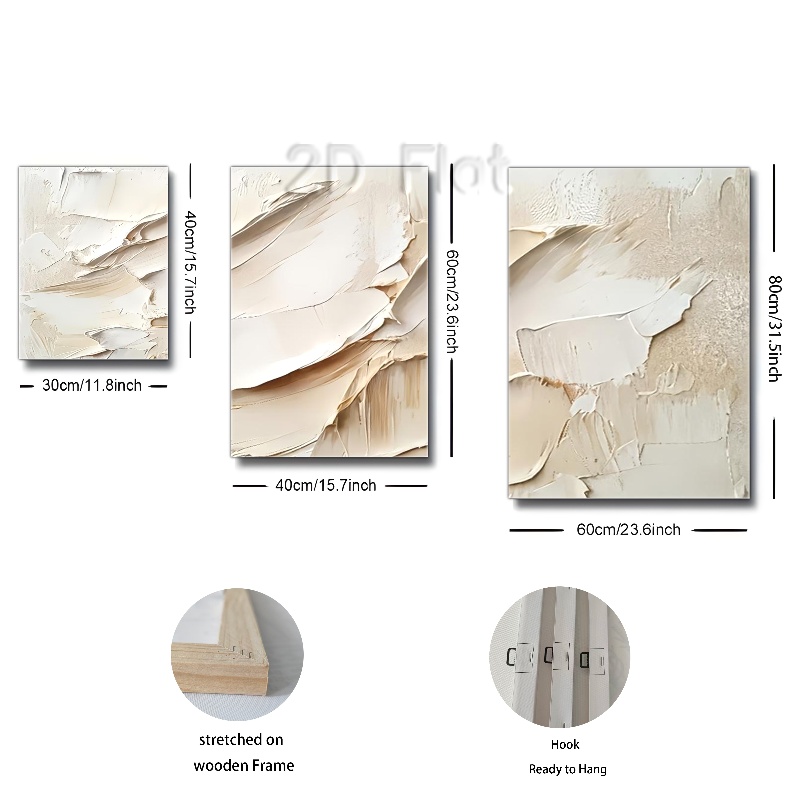 2D Flat
40cm/15.7inch
30cm/11.8inch
60cm/23.6inch
40cm/15.7inch
80cm/31.5inch
60cm/23.6inch
stretched on
wooden Frame
Hook
Ready to Hang